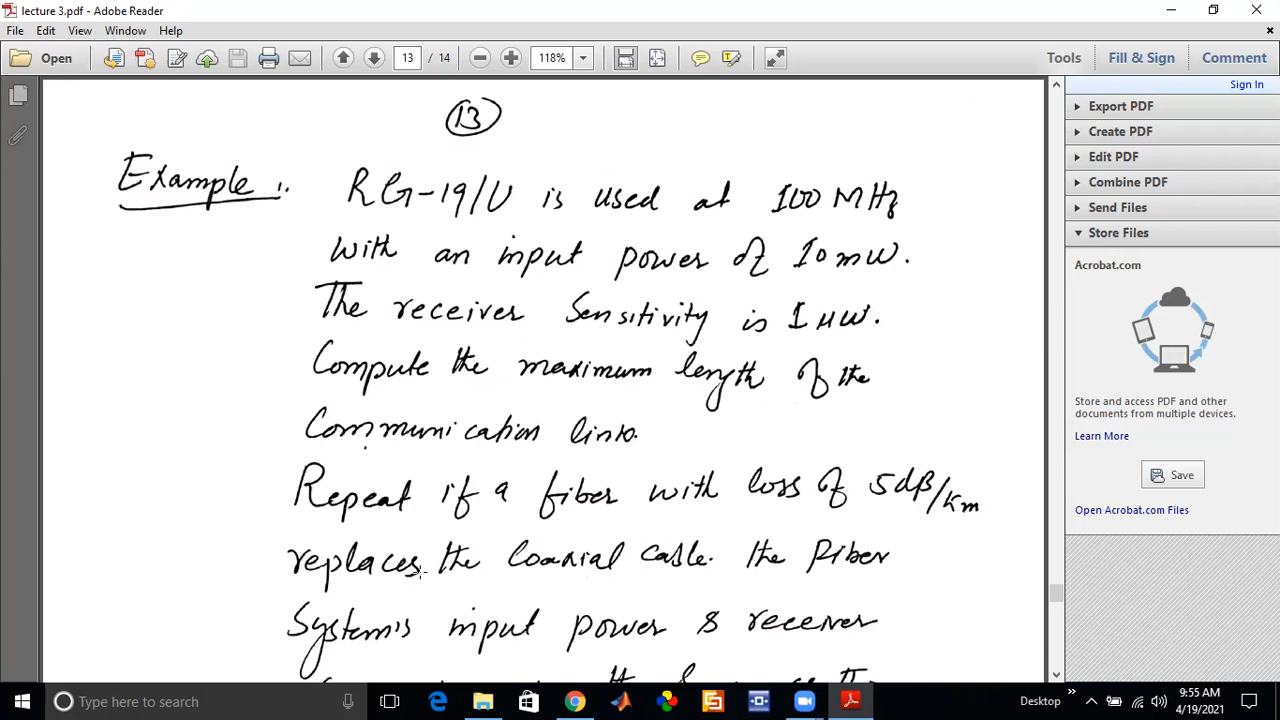 lecture 3.pdf - Adobe Reader
File Edit View Window Help
Open 13 / 14 118% Tools Fill & Sign Comment
Sign In
Export PDF
Create PDF
Edit PDF
Combine PDF
Send Files
Store Files
Acrobat.com
Store and access PDF and other
documents from multiple devices.
Learn More
Save
Open Acrobat.com Files
13
Example :. RG-19/U is used at 100 MHz
with an input power of 10 mW.
The receiver Sensitivity is 1 μW.
Compute the maximum length of the
Communication link.
Repeat if a fiber with loss of 5dB/Km
replaces the Coaxial cable. the fiber
System's input power & receiver
the
Type here to search
Desktop
9:55 AM
4/19/2021